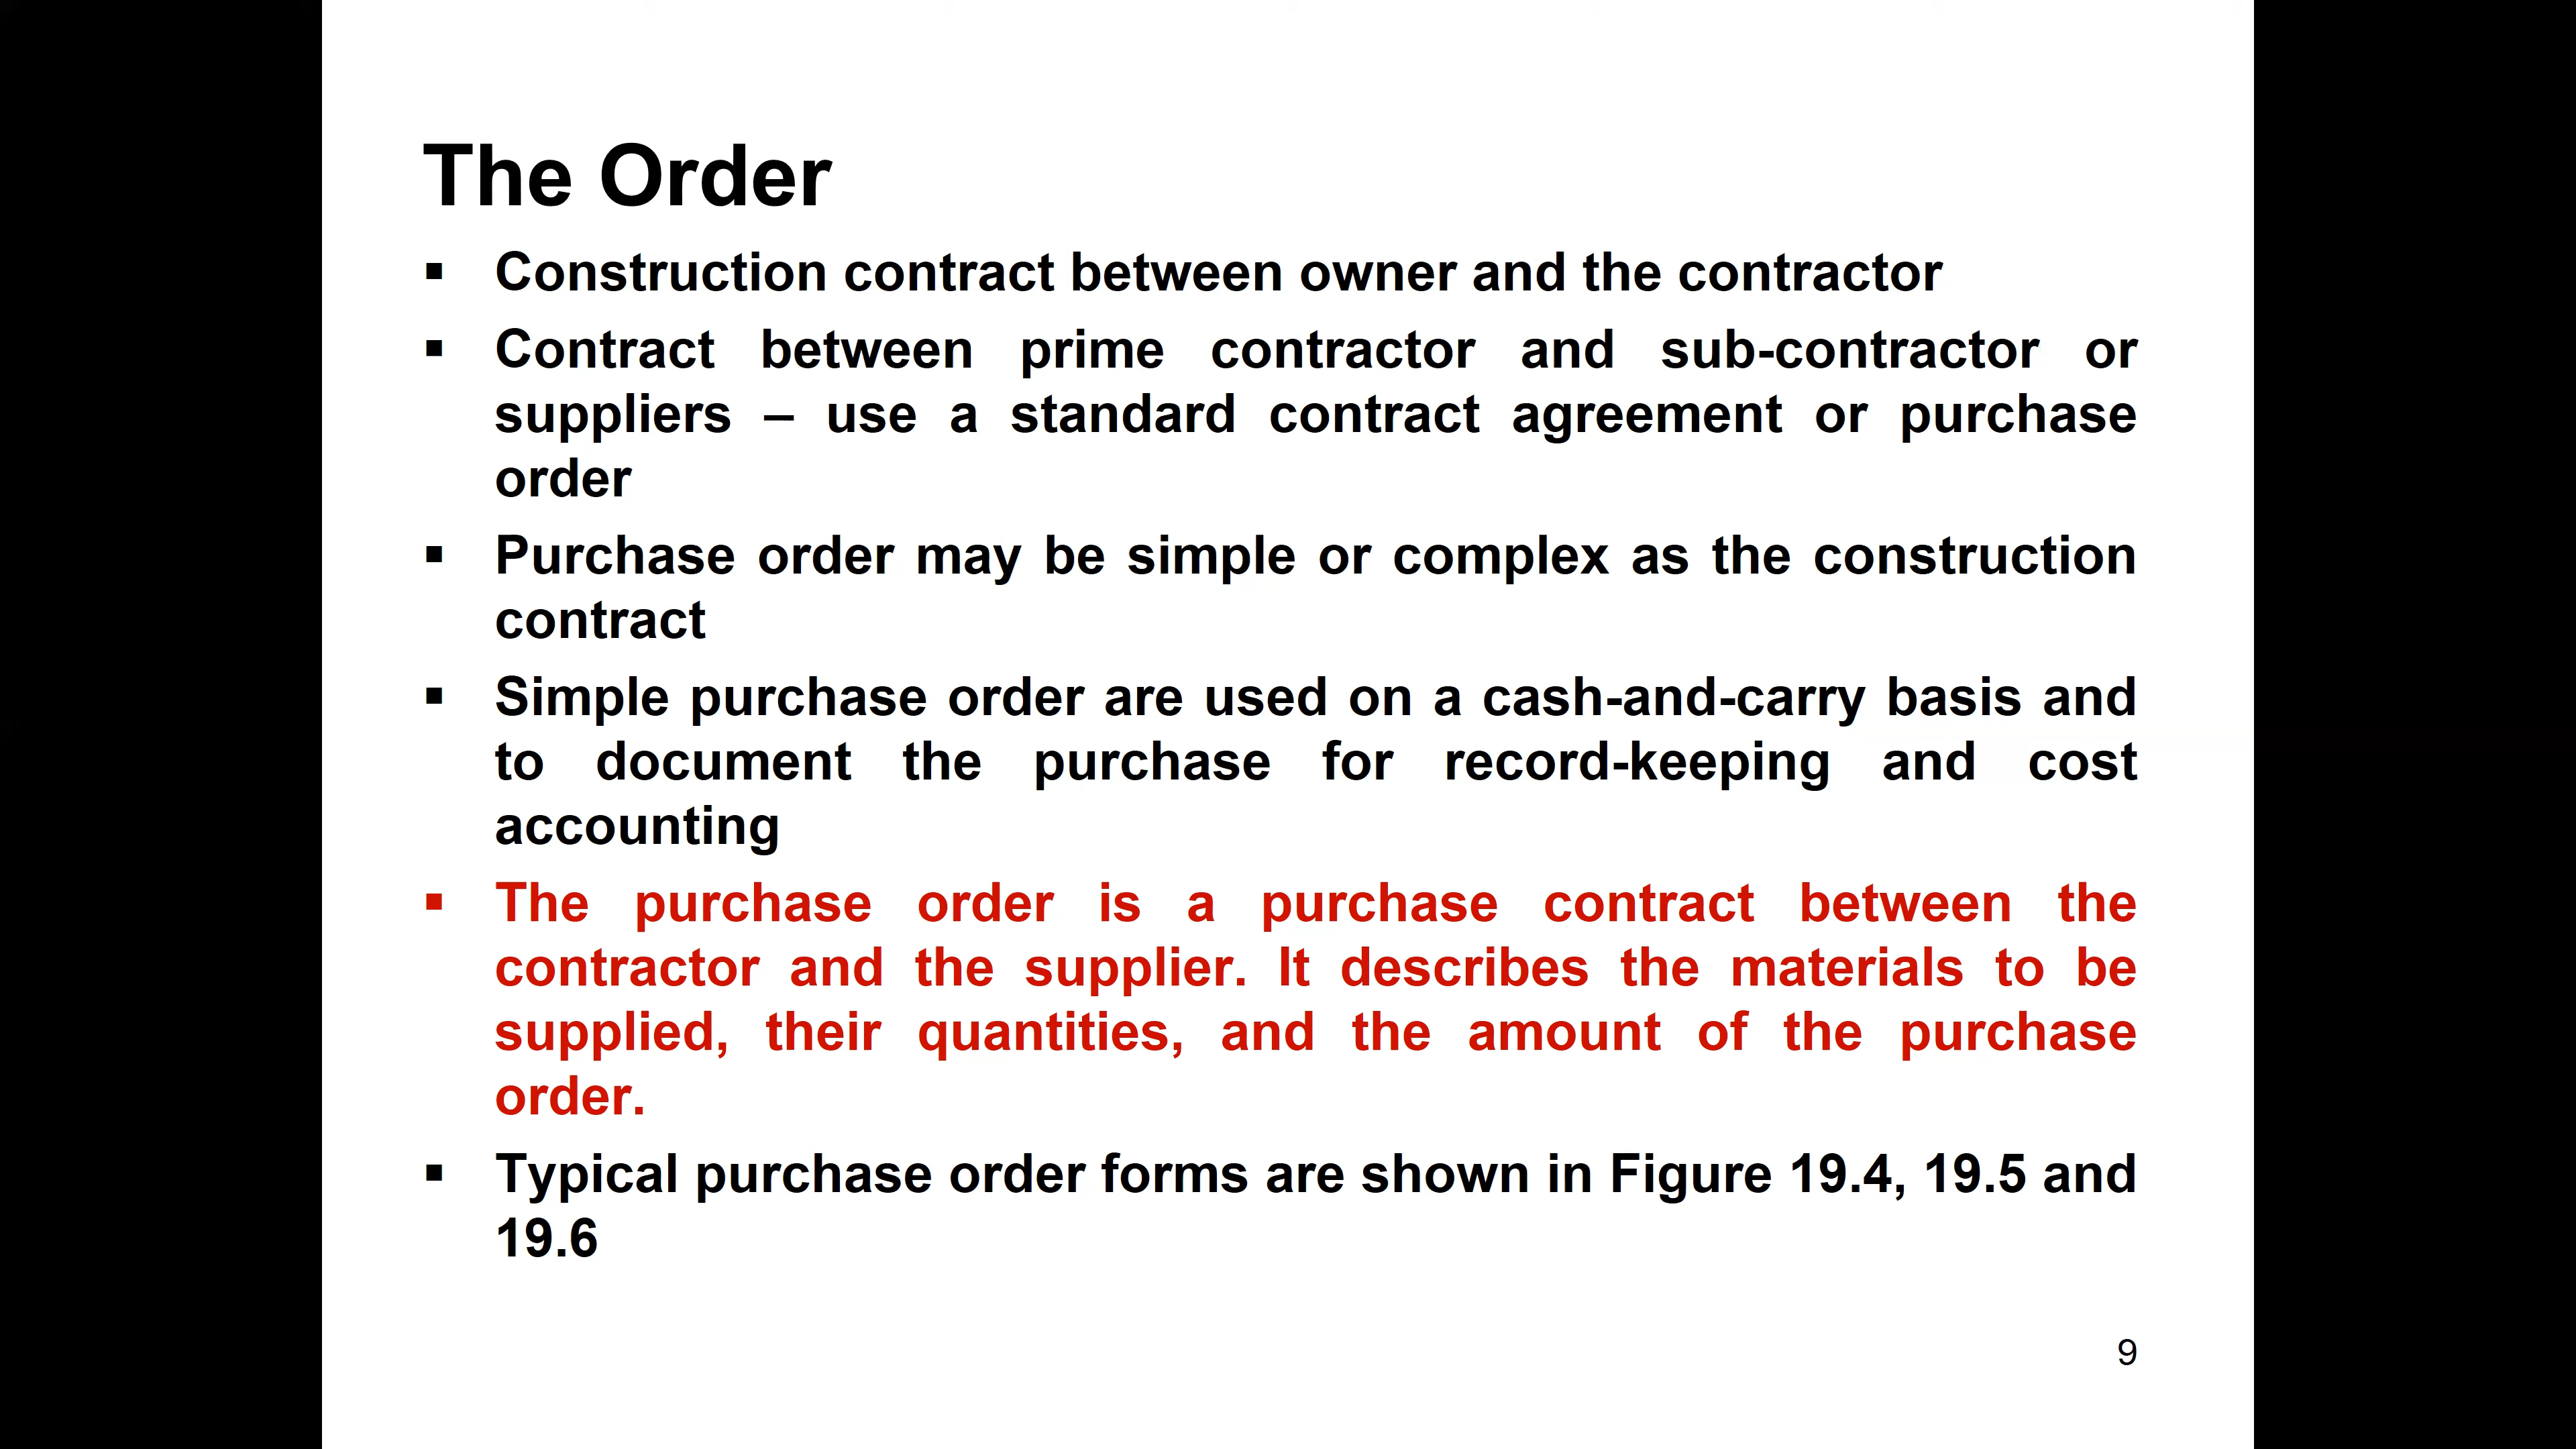 The Order
▪ Construction contract between owner and the contractor
▪ Contract between prime contractor and sub-contractor or
suppliers – use a standard contract agreement or purchase
order
▪ Purchase order may be simple or complex as the construction
contract
▪ Simple purchase order are used on a cash-and-carry basis and
to document the purchase for record-keeping and cost
accounting
▪ The purchase order is a purchase contract between the
contractor and the supplier. It describes the materials to be
supplied, their quantities, and the amount of the purchase
order.
▪ Typical purchase order forms are shown in Figure 19.4, 19.5 and
19.6
9